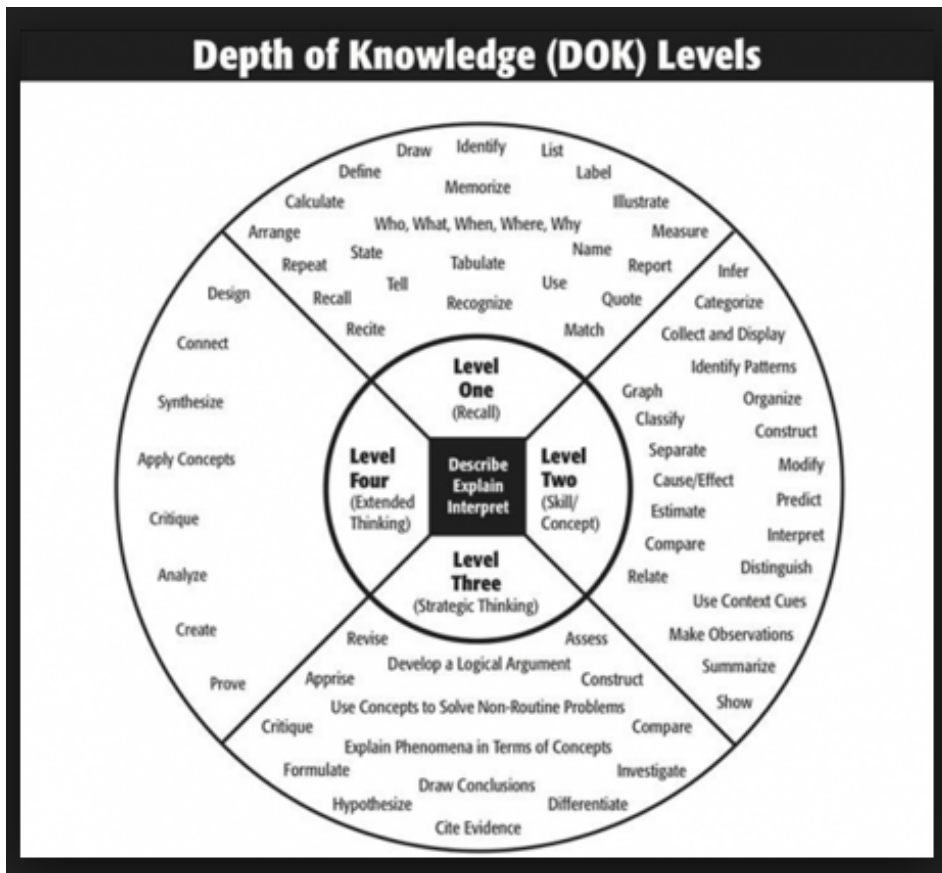 Depth of Knowledge (DOK) Levels
Draw
Identify
List
Define
Label
Memorize
Calculate
Illustrate
Who, What, When, Where, Why
Arrange
Measure
State
Name
Repeat
Tabulate
Report
Tell
Use
Recall
Recognize
Quote
Recite
Match
Level
One
(Recall)
Infer
Categorize
Collect and Display
Identify Patterns
Graph
Organize
Classify
Construct
Separate
Modify
Cause/Effect
Predict
Estimate
Interpret
Compare
Distinguish
Relate
Use Context Cues
Make Observations
Summarize
Show
Level
Two
(Skill/
Concept)
Describe
Explain
Interpret
Level
Three
(Strategic Thinking)
Revise
Assess
Develop a Logical Argument
Apprise
Construct
Use Concepts to Solve Non-Routine Problems
Critique
Compare
Explain Phenomena in Terms of Concepts
Formulate
Investigate
Draw Conclusions
Hypothesize
Differentiate
Cite Evidence
Level
Four
(Extended
Thinking)
Design
Connect
Synthesize
Apply Concepts
Critique
Analyze
Create
Prove